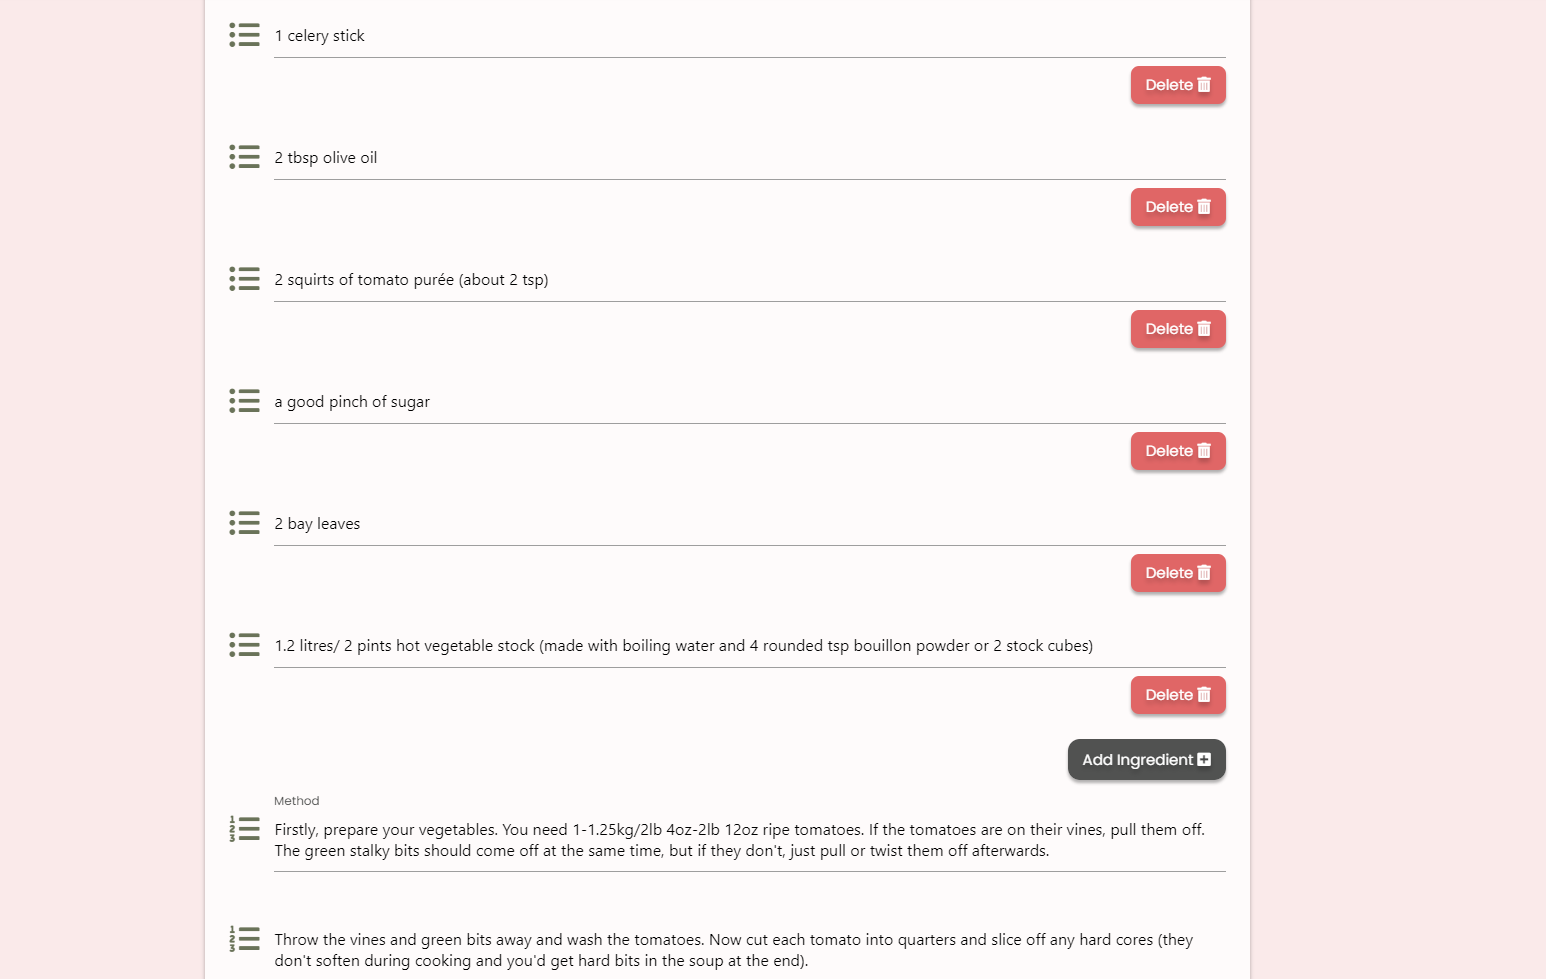 1 celery stick
Delete
2 tbsp olive oil
Delete
2 squirts of tomato purée (about 2 tsp)
Delete
a good pinch of sugar
Delete
2 bay leaves
Delete
1.2 litres/ 2 pints hot vegetable stock (made with boiling water and 4 rounded tsp bouillon powder or 2 stock cubes)
Delete
Add Ingredient
Method
Firstly, prepare your vegetables. You need 1-1.25kg/2lb 4oz-2lb 12oz ripe tomatoes. If the tomatoes are on their vines, pull them off.
The green stalky bits should come off at the same time, but if they don't, just pull or twist them off afterwards.
Throw the vines and green bits away and wash the tomatoes. Now cut each tomato into quarters and slice off any hard cores (they
don't soften during cooking and you'd get hard bits in the soup at the end).